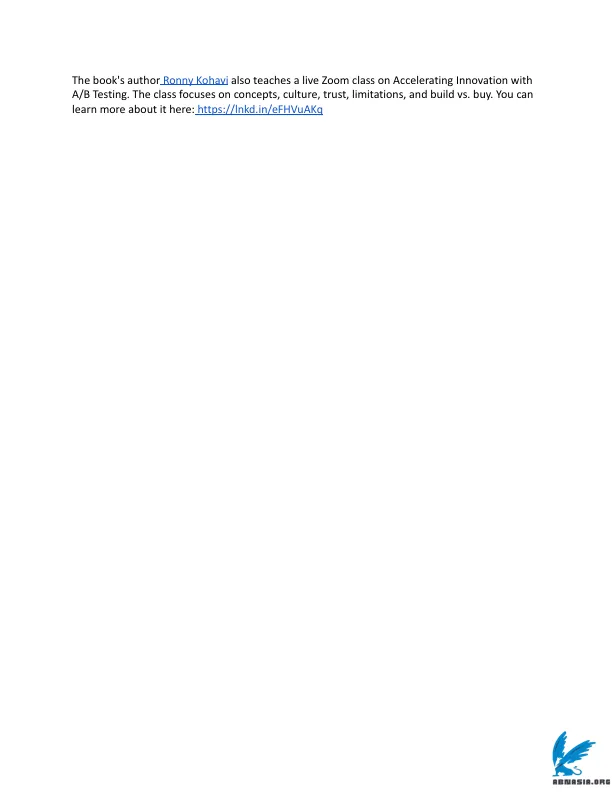 The book's author Ronny Kohavi also teaches a live Zoom class on Accelerating Innovation with
A/B Testing. The class focuses on concepts, culture, trust, limitations, and build vs. buy. You can
learn more about it here: https://lnkd.in/eFHVuAKq
ABNASIA.ORG